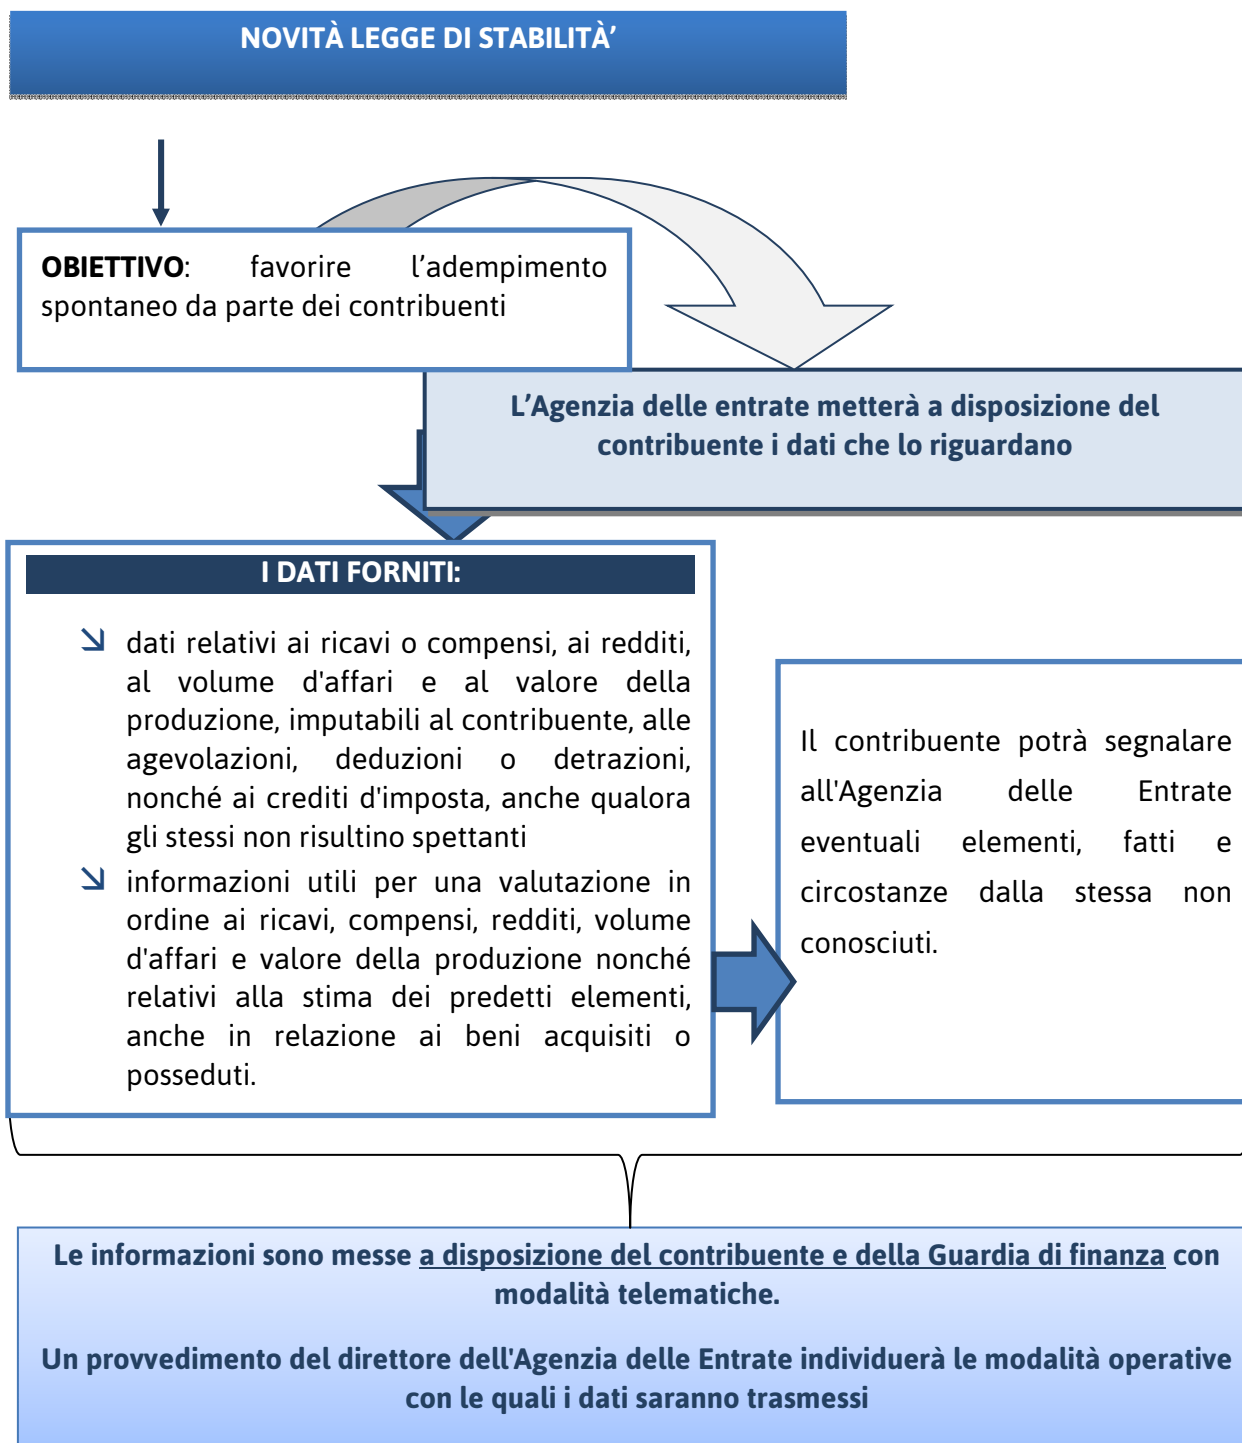 NOVITÀ LEGGE DI STABILITÀ’
OBIETTIVO: favorire l’adempimento
spontaneo da parte dei contribuenti
L’Agenzia delle entrate metterà a disposizione del
contribuente i dati che lo riguardano
I DATI FORNITI:
dati relativi ai ricavi o compensi, ai redditi,
al volume d'affari e al valore della
produzione, imputabili al contribuente, alle
agevolazioni, deduzioni o detrazioni,
nonché ai crediti d'imposta, anche qualora
gli stessi non risultino spettanti
informazioni utili per una valutazione in
ordine ai ricavi, compensi, redditi, volume
d'affari e valore della produzione nonché
relativi alla stima dei predetti elementi,
anche in relazione ai beni acquisiti o
posseduti.
Il contribuente potrà segnalare
all'Agenzia delle Entrate
eventuali elementi, fatti e
circostanze dalla stessa non
conosciuti.
Le informazioni sono messe a disposizione del contribuente e della Guardia di finanza con
modalità telematiche.
Un provvedimento del direttore dell'Agenzia delle Entrate individuerà le modalità operative
con le quali i dati saranno trasmessi